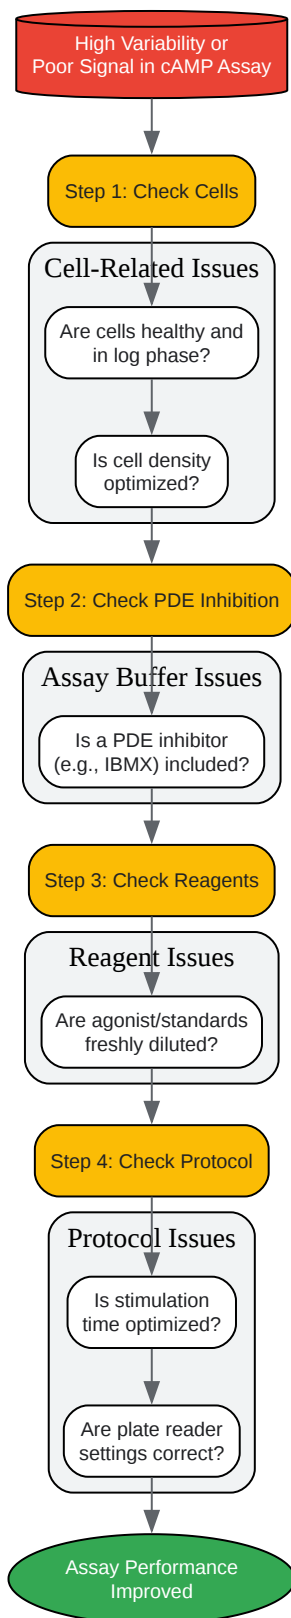 High Variability or
Poor Signal in cAMP Assay
Step 1: Check Cells
Cell-Related Issues
Are cells healthy and
in log phase?
Is cell density
optimized?
Step 2: Check PDE Inhibition
Assay Buffer Issues
Is a PDE inhibitor
(e.g., IBMX) included?
Step 3: Check Reagents
Reagent Issues
Are agonist/standards
freshly diluted?
Step 4: Check Protocol
Protocol Issues
Is stimulation
time optimized?
Are plate reader
settings correct?
Assay Performance
Improved